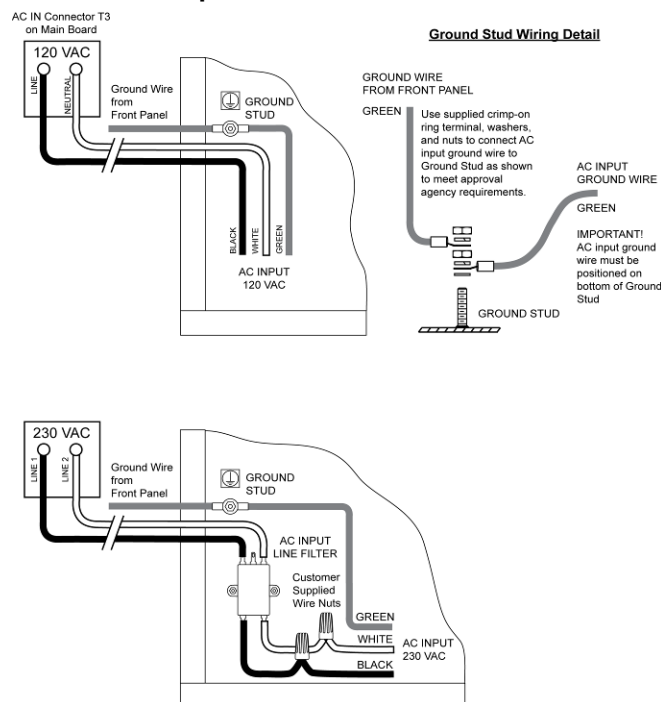 AC IN Connector T3
on Main Board
120 VAC
LINE
NEUTRAL
Ground Wire
from
Front Panel
GROUND
STUD
BLACK
WHITE
GREEN
AC INPUT
120 VAC
Ground Stud Wiring Detail
GROUND WIRE
FROM FRONT PANEL
GREEN
Use supplied crimp-on
ring terminal, washers,
and nuts to connect AC
input ground wire to
Ground Stud as shown
to meet approval
agency requirements.
AC INPUT
GROUND WIRE
GREEN
IMPORTANT!
AC input ground
wire must be
positioned on
bottom of Ground
Stud
GROUND STUD
230 VAC
LINE 1
LINE 2
Ground Wire
from
Front Panel
GROUND
STUD
AC INPUT
LINE FILTER
Customer
Supplied
Wire Nuts
GREEN
WHITE
BLACK
AC INPUT
230 VAC